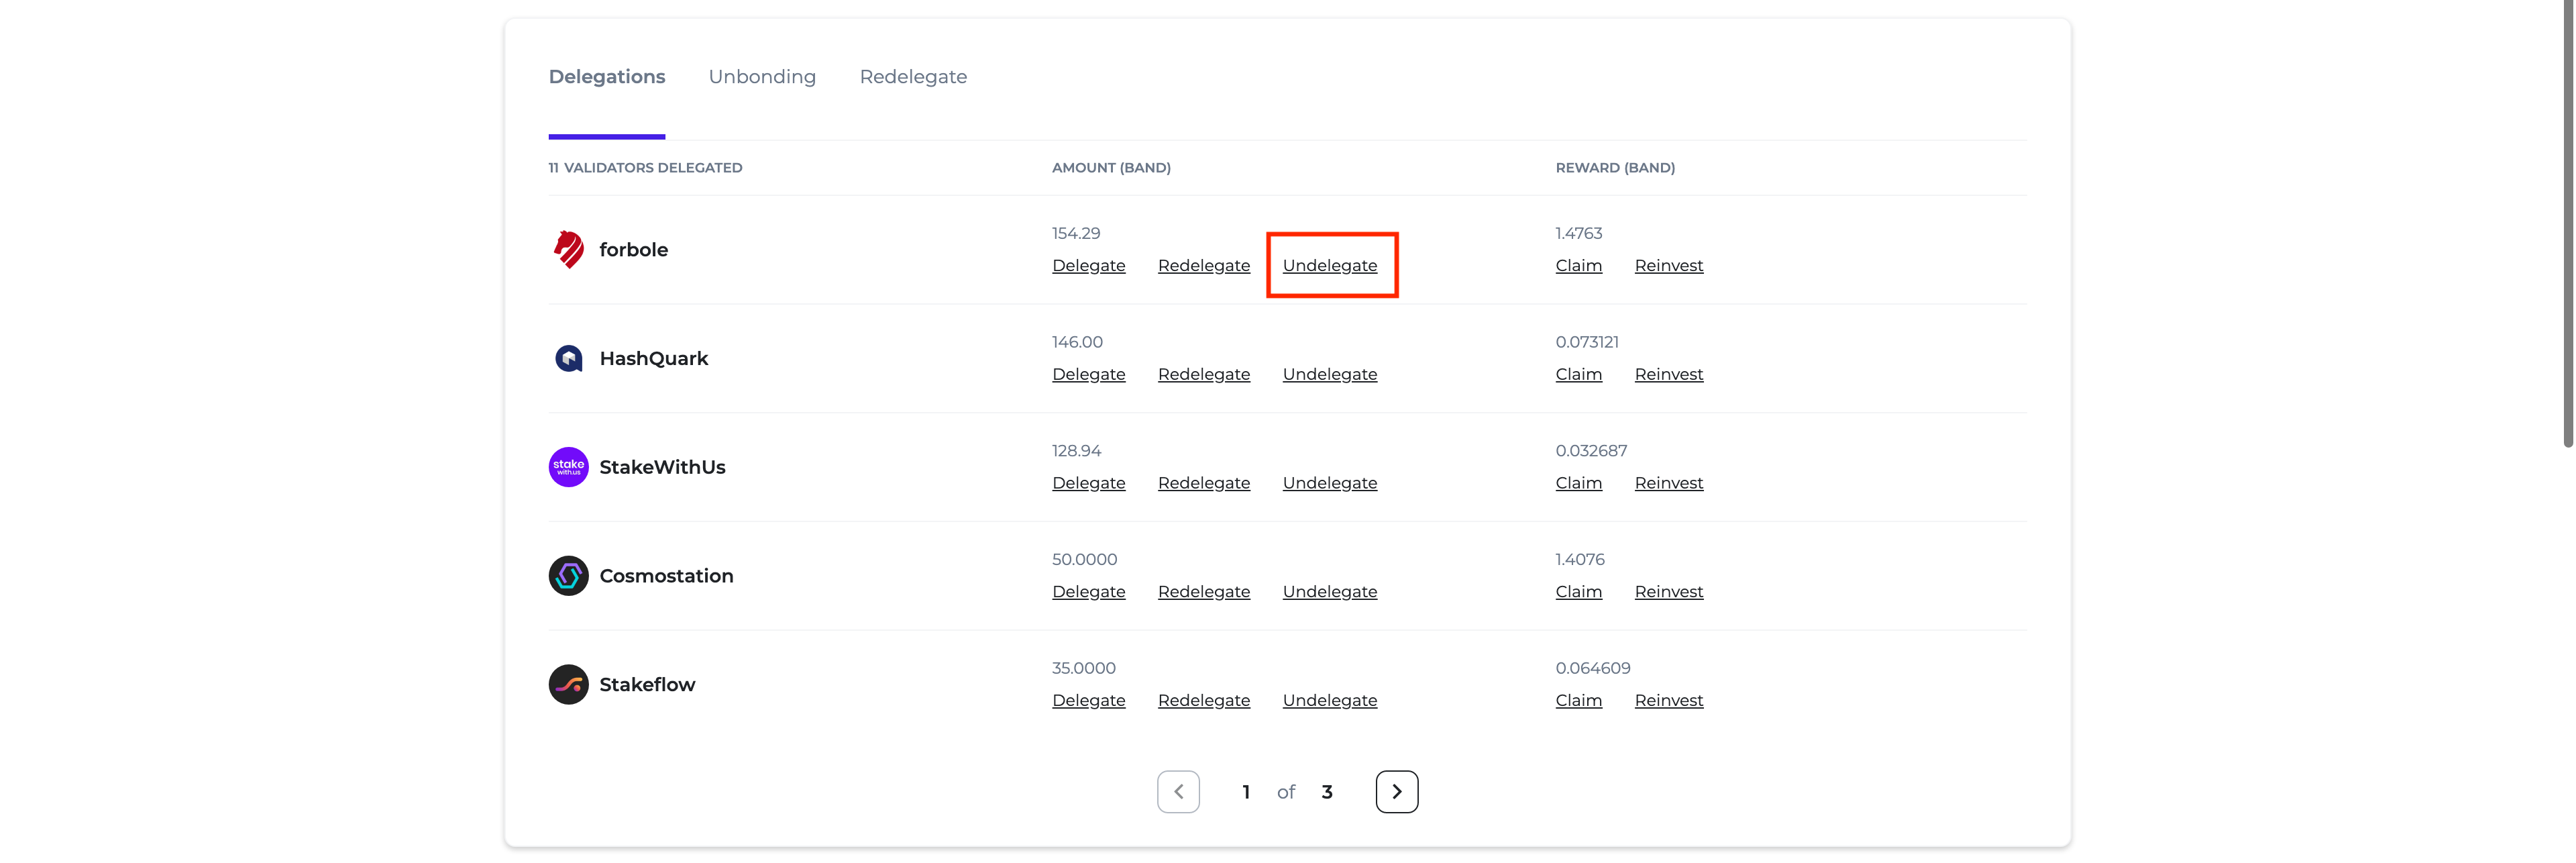 Delegations Unbonding Redelegate
11 VALIDATORS DELEGATED AMOUNT (BAND) REWARD (BAND)
154.29 1.4763
forbole
Delegate Redelegate Undelegate Claim Reinvest
146.00 0.073121
HashQuark
Delegate Redelegate Undelegate Claim Reinvest
128.94 0.032687
stake
with.us
StakeWithUs
Delegate Redelegate Undelegate Claim Reinvest
50.0000 1.4076
Cosmostation
Delegate Redelegate Undelegate Claim Reinvest
35.0000 0.064609
Stakeflow
Delegate Redelegate Undelegate Claim Reinvest
1 of 3